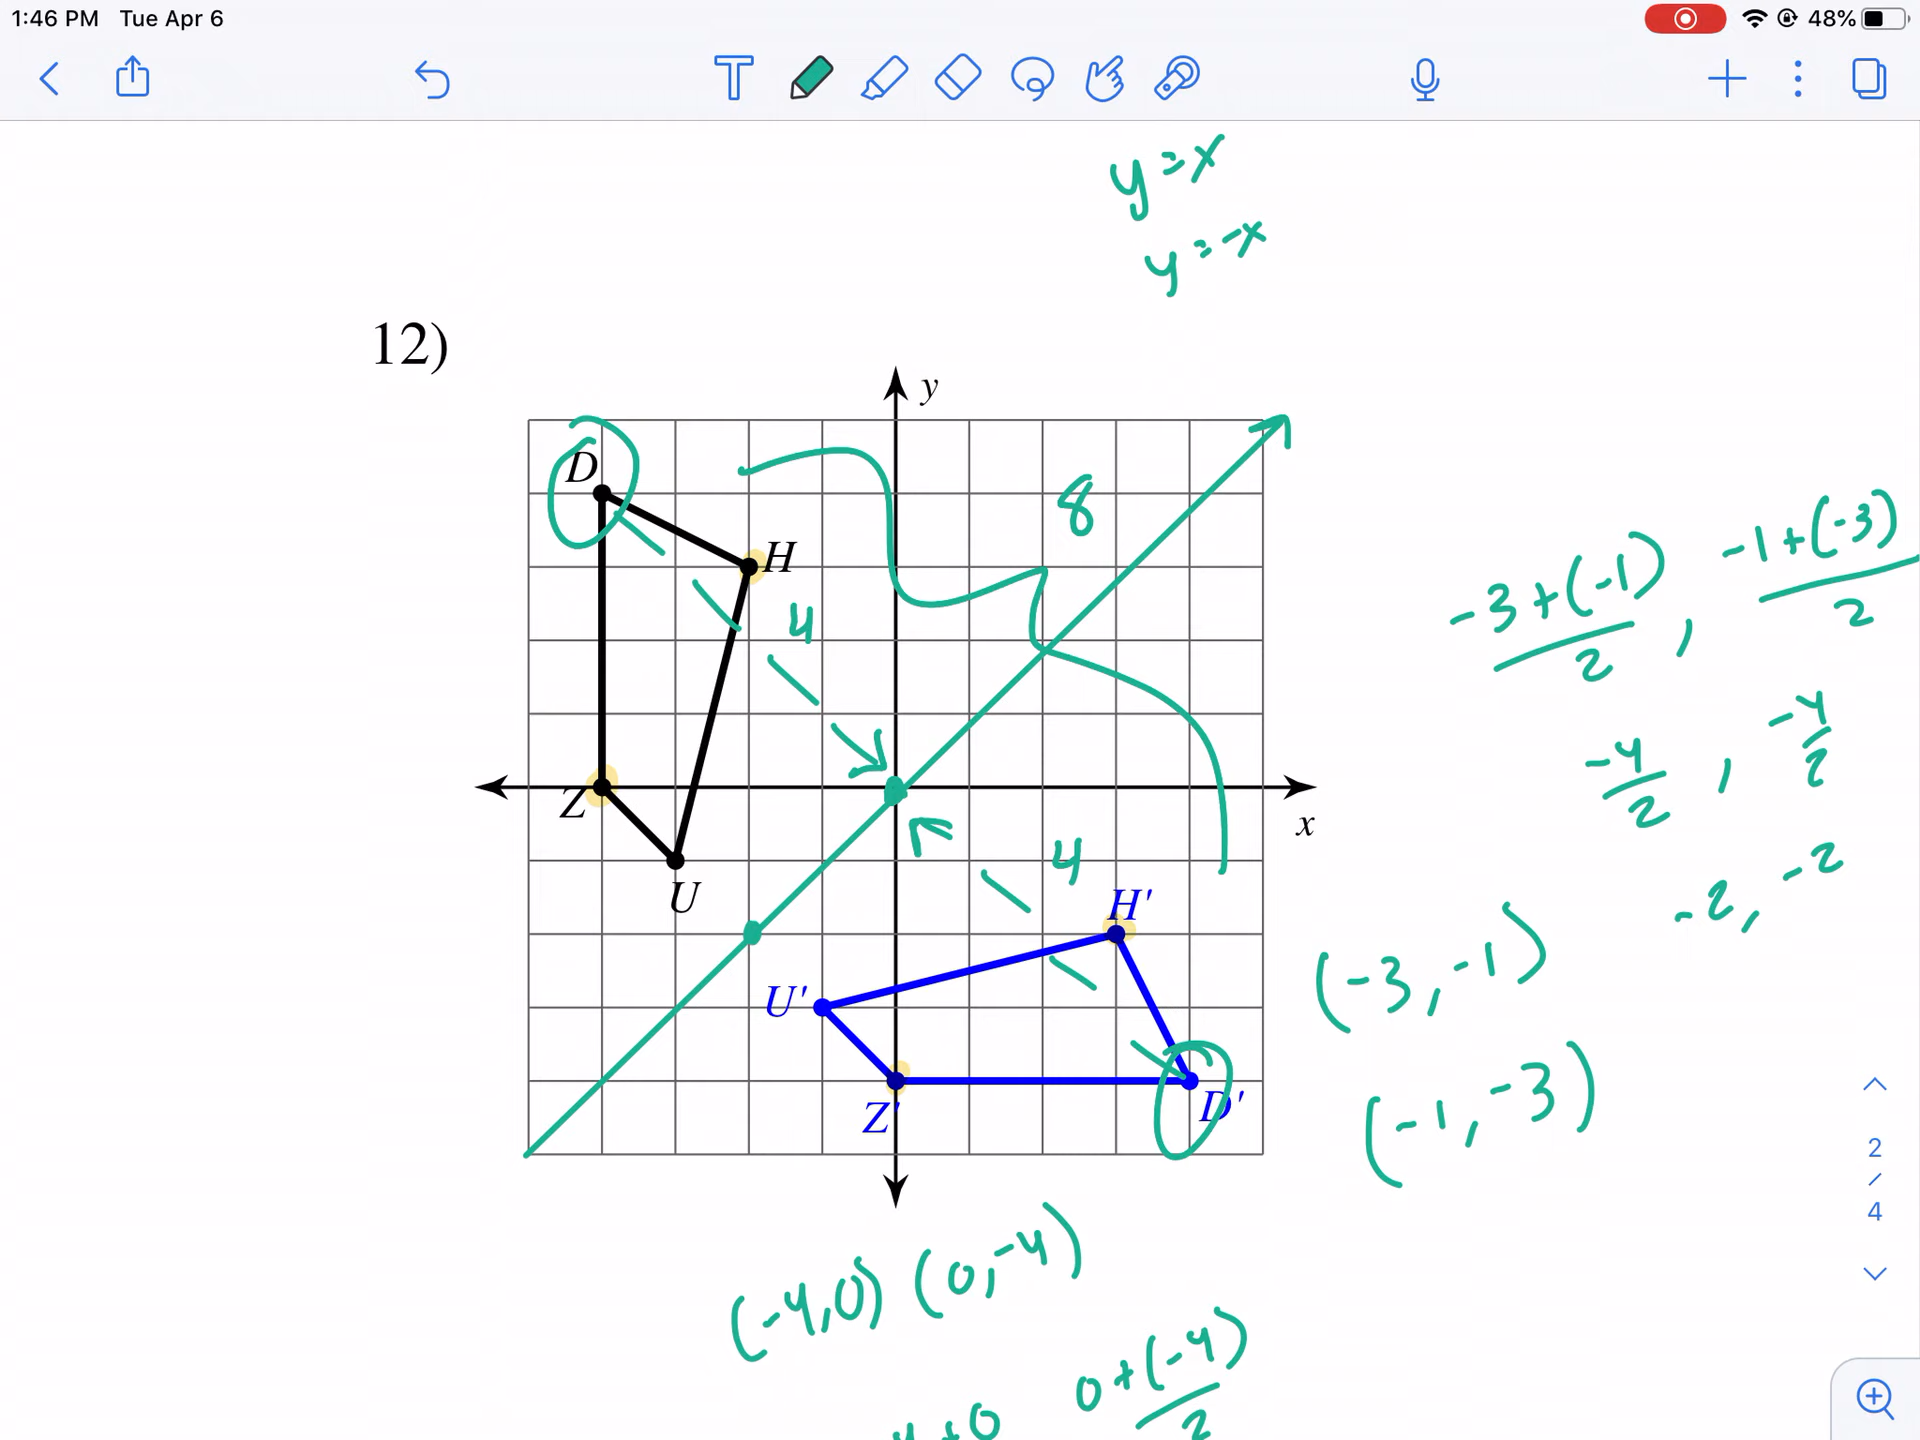 1:46 PM Tue Apr 6
48%
T
y=x
y=-x
12)
y
D
8
H
4
-3+(-1)/2 , -1+(-3)/2
Z
x
-4/2 , -4/2
4
U
H'
-2, -2
(-3, -1)
U'
Z'
D'
(-1, -3)
2
/
4
(-4,0) (0,-4)
0+(-4)/2
+0